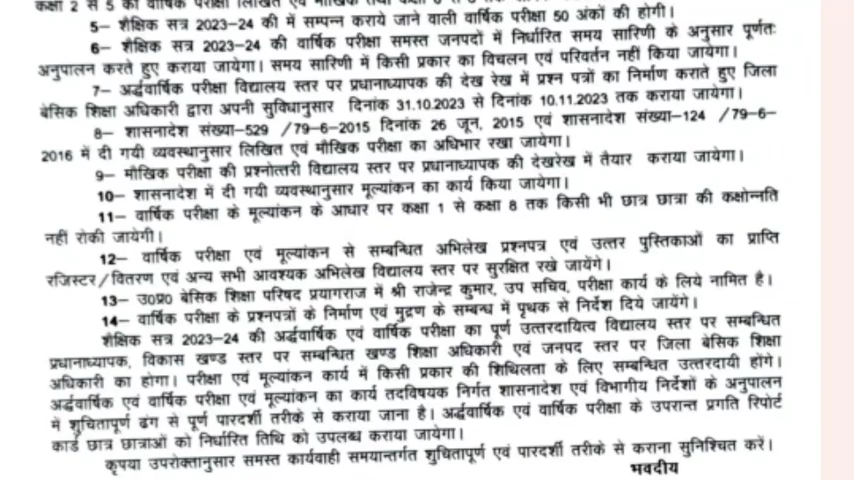 कक्षा 2 से 5 की वार्षिक परीक्षा लिखित एवं मौखिक तथा कक्षा 6 से 8
5– शैक्षिक सत्र 2023–24 की में सम्पन्न कराये जाने वाली वार्षिक परीक्षा 50 अंकों की होगी।
6– शैक्षिक सत्र 2023–24 की वार्षिक परीक्षा समस्त जनपदों में निर्धारित समय सारिणी के अनुसार पूर्णतः
अनुपालन करते हुए कराया जायेगा। समय सारिणी में किसी प्रकार का विचलन एवं परिवर्तन नहीं किया जायेगा।
7– अर्द्धवार्षिक परीक्षा विद्यालय स्तर पर प्रधानाध्यापक की देख रेख में प्रश्न पत्रों का निर्माण कराते हुए जिला
बेसिक शिक्षा अधिकारी द्वारा अपनी सुविधानुसार दिनांक 31.10.2023 से दिनांक 10.11.2023 तक कराया जायेगा।
8– शासनादेश संख्या–529 /79–6–2015 दिनांक 26 जून, 2015 एवं शासनादेश संख्या–124 /79–6–
2016 में दी गयी व्यवस्थानुसार लिखित एवं मौखिक परीक्षा का अधिभार रखा जायेगा।
9– मौखिक परीक्षा की प्रश्नोत्तरी विद्यालय स्तर पर प्रधानाध्यापक की देखरेख में तैयार कराया जायेगा।
10– शासनादेश में दी गयी व्यवस्थानुसार मूल्यांकन का कार्य किया जायेगा।
11– वार्षिक परीक्षा के मूल्यांकन के आधार पर कक्षा 1 से कक्षा 8 तक किसी भी छात्र छात्रा की कक्षोन्नति
नहीं रोकी जायेगी।
12– वार्षिक परीक्षा एवं मूल्यांकन से सम्बन्धित अभिलेख प्रश्नपत्र एवं उत्तर पुस्तिकाओं का प्राप्ति
रजिस्टर/वितरण एवं अन्य सभी आवश्यक अभिलेख विद्यालय स्तर पर सुरक्षित रखे जायेंगे।
13– उ0प्र0 बेसिक शिक्षा परिषद प्रयागराज में श्री राजेन्द्र कुमार, उप सचिव, परीक्षा कार्य के लिये नामित है।
14– वार्षिक परीक्षा के प्रश्नपत्रों के निर्माण एवं मुद्रण के सम्बन्ध में पृथक से निर्देश दिये जायेंगे।
शैक्षिक सत्र 2023–24 की अर्द्धवार्षिक एवं वार्षिक परीक्षा का पूर्ण उत्तरदायित्व विद्यालय स्तर पर सम्बन्धित
प्रधानाध्यापक, विकास खण्ड स्तर पर सम्बन्धित खण्ड शिक्षा अधिकारी एवं जनपद स्तर पर जिला बेसिक शिक्षा
अधिकारी का होगा। परीक्षा एवं मूल्यांकन कार्य में किसी प्रकार की शिथिलता के लिए सम्बन्धित उत्तरदायी होंगे।
अर्द्धवार्षिक एवं वार्षिक परीक्षा एवं मूल्यांकन का कार्य तदविषयक निर्गत शासनादेश एवं विभागीय निर्देशों के अनुपालन
में शुचितापूर्ण ढंग से पूर्ण पारदर्शी तरीके से कराया जाना है। अर्द्धवार्षिक एवं वार्षिक परीक्षा के उपरान्त प्रगति रिपोर्ट
कार्ड छात्र छात्राओं को निर्धारित तिथि को उपलब्ध कराया जायेगा।
कृपया उपरोक्तानुसार समस्त कार्यवाही समयान्तर्गत शुचितापूर्ण एवं पारदर्शी तरीके से कराना सुनिश्चित करें।
भवदीय